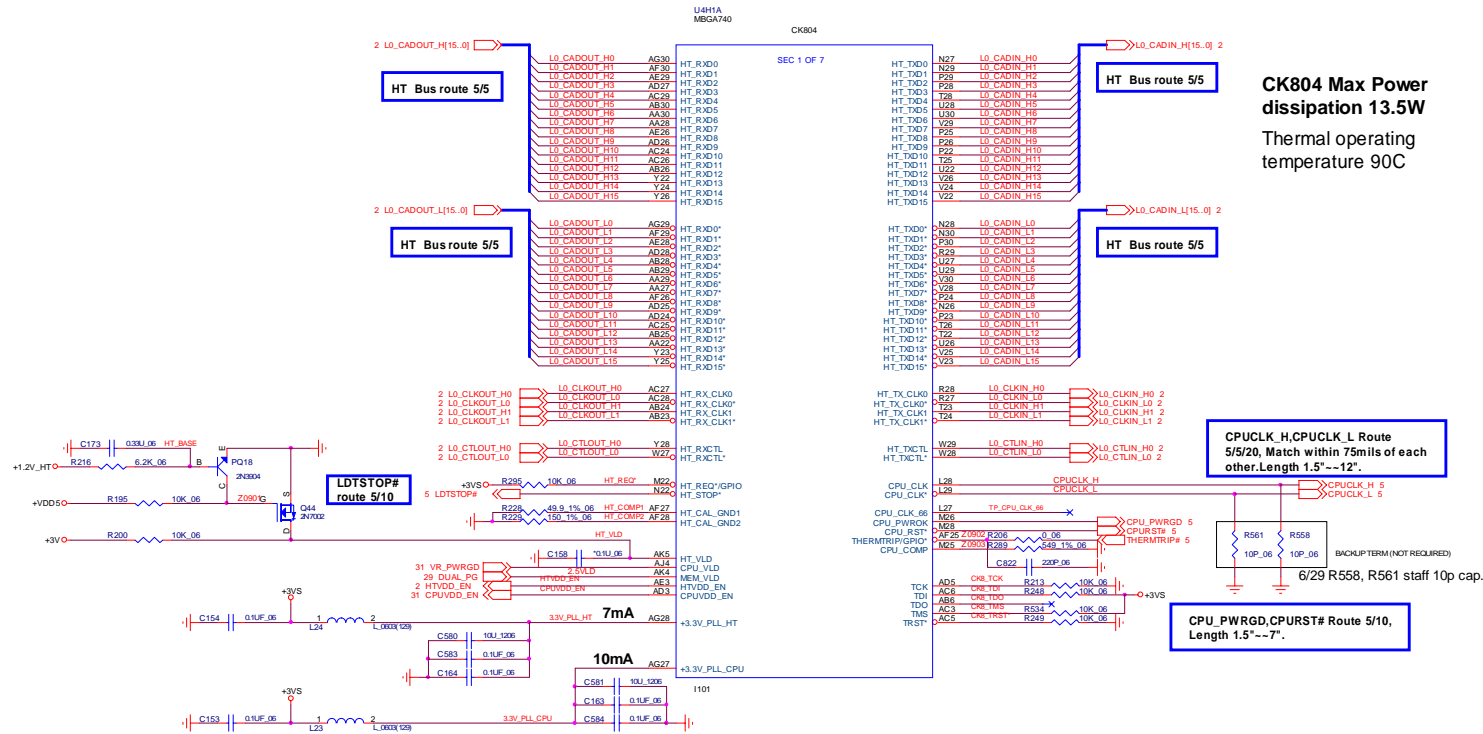 U4H1A
MBGA740
CK804
SEC 1 OF 7
2 L0_CADOUT_H[15..0]
HT Bus route 5/5
L0_CADOUT_H0 AG30 HT_RXD0
L0_CADOUT_H1 AF30 HT_RXD1
L0_CADOUT_H2 AE29 HT_RXD2
L0_CADOUT_H3 AD27 HT_RXD3
L0_CADOUT_H4 AC29 HT_RXD4
L0_CADOUT_H5 AB30 HT_RXD5
L0_CADOUT_H6 AA30 HT_RXD6
L0_CADOUT_H7 AA28 HT_RXD7
L0_CADOUT_H8 AE26 HT_RXD8
L0_CADOUT_H9 AD26 HT_RXD9
L0_CADOUT_H10 AC24 HT_RXD10
L0_CADOUT_H11 AC26 HT_RXD11
L0_CADOUT_H12 AB26 HT_RXD12
L0_CADOUT_H13 Y22 HT_RXD13
L0_CADOUT_H14 Y24 HT_RXD14
L0_CADOUT_H15 Y26 HT_RXD15
2 L0_CADOUT_L[15..0]
HT Bus route 5/5
L0_CADOUT_L0 AG29 HT_RXD0*
L0_CADOUT_L1 AF29 HT_RXD1*
L0_CADOUT_L2 AE28 HT_RXD2*
L0_CADOUT_L3 AD28 HT_RXD3*
L0_CADOUT_L4 AB28 HT_RXD4*
L0_CADOUT_L5 AB29 HT_RXD5*
L0_CADOUT_L6 AA29 HT_RXD6*
L0_CADOUT_L7 AA27 HT_RXD7*
L0_CADOUT_L8 AF26 HT_RXD8*
L0_CADOUT_L9 AD25 HT_RXD9*
L0_CADOUT_L10 AD24 HT_RXD10*
L0_CADOUT_L11 AC25 HT_RXD11*
L0_CADOUT_L12 AB25 HT_RXD12*
L0_CADOUT_L13 AA22 HT_RXD13*
L0_CADOUT_L14 Y23 HT_RXD14*
L0_CADOUT_L15 Y25 HT_RXD15*
2 L0_CLKOUT_H0 L0_CLKOUT_H0 AC27 HT_RX_CLK0
2 L0_CLKOUT_L0 L0_CLKOUT_L0 AC28 HT_RX_CLK0*
2 L0_CLKOUT_H1 L0_CLKOUT_H1 AB24 HT_RX_CLK1
2 L0_CLKOUT_L1 L0_CLKOUT_L1 AB23 HT_RX_CLK1*
2 L0_CTLOUT_H0 L0_CTLOUT_H0 Y28 HT_RXCTL
2 L0_CTLOUT_L0 L0_CTLOUT_L0 W27 HT_RXCTL*
+3VS R295 10K_06 HT_REQ* M22 HT_REQ*/GPIO
5 LDTSTOP# N22 HT_STOP*
R228 49.9_1%_06 HT_COMP1 AF27 HT_CAL_GND1
R229 150_1%_06 HT_COMP2 AF28 HT_CAL_GND2
HT_VLD
C158 *0.1U_06 AK5 HT_VLD
31 VR_PWRGD AJ4 CPU_VLD
29 DUAL_PG 2.5VLD AK4 MEM_VLD
2 HTVDD_EN HTVDD_EN AE3 HTVDD_EN
31 CPUVDD_EN CPUVDD_EN AD3 CPUVDD_EN
C173 0.33U_06 HT_BASE
+1.2V_HT R216 6.2K_06 B E C PQ18 2N3904
+VDD5 R195 10K_06 Z0901 G S D Q44 2N7002
+3V R200 10K_06
LDTSTOP#
route 5/10
+3VS
C154 0.1UF_06 1 2 L24 L_0603(129) 3.3V_PLL_HT 7mA AG28 +3.3V_PLL_HT
C580 10U_1206
C583 0.1UF_06
C164 0.1UF_06
10mA AG27 +3.3V_PLL_CPU
C581 10U_1206
C163 0.1UF_06
C584 0.1UF_06
+3VS
C153 0.1UF_06 1 2 L23 L_0603(129) 3.3V_PLL_CPU
I101
L0_CADIN_H[15..0] 2
HT Bus route 5/5
HT_TXD0 N27 L0_CADIN_H0
HT_TXD1 N29 L0_CADIN_H1
HT_TXD2 P29 L0_CADIN_H2
HT_TXD3 P28 L0_CADIN_H3
HT_TXD4 T28 L0_CADIN_H4
HT_TXD5 U28 L0_CADIN_H5
HT_TXD6 U30 L0_CADIN_H6
HT_TXD7 V29 L0_CADIN_H7
HT_TXD8 P25 L0_CADIN_H8
HT_TXD9 P26 L0_CADIN_H9
HT_TXD10 P22 L0_CADIN_H10
HT_TXD11 T25 L0_CADIN_H11
HT_TXD12 U22 L0_CADIN_H12
HT_TXD13 V26 L0_CADIN_H13
HT_TXD14 V24 L0_CADIN_H14
HT_TXD15 V22 L0_CADIN_H15
L0_CADIN_L[15..0] 2
HT Bus route 5/5
HT_TXD0* N28 L0_CADIN_L0
HT_TXD1* N30 L0_CADIN_L1
HT_TXD2* P30 L0_CADIN_L2
HT_TXD3* R29 L0_CADIN_L3
HT_TXD4* U27 L0_CADIN_L4
HT_TXD5* U29 L0_CADIN_L5
HT_TXD6* V30 L0_CADIN_L6
HT_TXD7* V28 L0_CADIN_L7
HT_TXD8* P24 L0_CADIN_L8
HT_TXD9* N26 L0_CADIN_L9
HT_TXD10* P23 L0_CADIN_L10
HT_TXD11* T26 L0_CADIN_L11
HT_TXD12* T22 L0_CADIN_L12
HT_TXD13* U26 L0_CADIN_L13
HT_TXD14* V25 L0_CADIN_L14
HT_TXD15* V23 L0_CADIN_L15
HT_TX_CLK0 R28 L0_CLKIN_H0 L0_CLKIN_H0 2
HT_TX_CLK0* R27 L0_CLKIN_L0 L0_CLKIN_L0 2
HT_TX_CLK1 T23 L0_CLKIN_H1 L0_CLKIN_H1 2
HT_TX_CLK1* T24 L0_CLKIN_L1 L0_CLKIN_L1 2
HT_TXCTL W29 L0_CTLIN_H0 L0_CTLIN_H0 2
HT_TXCTL* W28 L0_CTLIN_L0 L0_CTLIN_L0 2
CPU_CLK L28 CPUCLK_H CPUCLK_H 5
CPU_CLK* L29 CPUCLK_L CPUCLK_L 5
CPU_CLK_66 L27 TP_CPU_CLK_66
CPU_PWROK M26 CPU_PWRGD 5
CPU_RST* M28 CPURST# 5
THERMTRIP/GPIO* AF25 Z0902 R206 0_06 THERMTRIP# 5
CPU_COMP M25 Z0903 R289 549_1%_06
C822 220P_06
TCK AD5 CK8_TCK R213 10K_06
TDI AC6 CK8_TDI R248 10K_06 +3VS
TDO AB6 CK8_TDO
TMS AC3 CK8_TMS R534 10K_06
TRST* AC5 CK8_TRST* R249 10K_06
CK804 Max Power
dissipation 13.5W
Thermal operating
temperature 90C
CPUCLK_H,CPUCLK_L Route
5/5/20, Match within 75mils of each
other.Length 1.5"~~12".
R561 R558
10P_06 10P_06
BACKUP TERM (NOT REQUIRED)
6/29 R558, R561 staff 10p cap.
CPU_PWRGD,CPURST# Route 5/10,
Length 1.5"~~7".